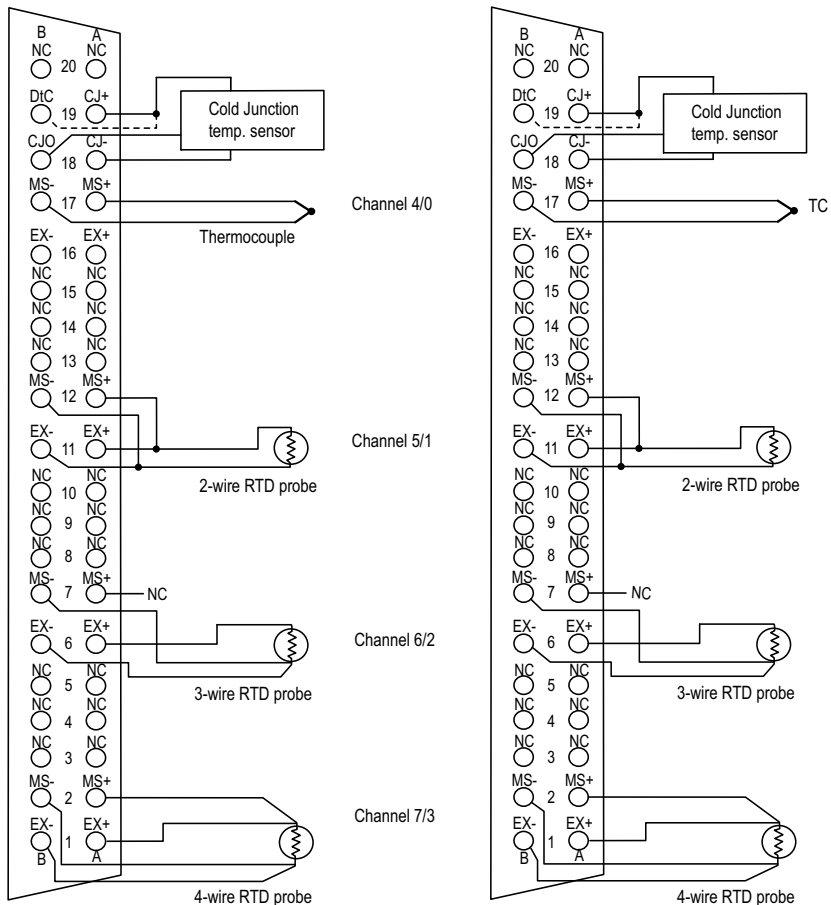 B A B A
NC NC NC NC
20 20
DtC CJ+ DtC CJ+
19 19
Cold Junction Cold Junction
temp. sensor temp. sensor
CJO CJ- CJO CJ-
18 18
MS- MS+ MS- MS+
17 Channel 4/0 17 TC
Thermocouple
EX- EX+ EX- EX+
16 16
NC NC NC NC
15 15
NC NC NC NC
14 14
NC NC NC NC
13 13
MS- MS+ MS- MS+
12 12
EX- EX+ Channel 5/1 EX- EX+
11 11
NC NC NC NC
10 2-wire RTD probe 10 2-wire RTD probe
NC NC NC NC
9 9
NC NC NC NC
8 8
MS- MS+ MS- MS+
7 NC 7 NC
EX- EX+ EX- EX+
6 Channel 6/2 6
NC NC NC NC
5 3-wire RTD probe 5 3-wire RTD probe
NC NC NC NC
4 4
NC NC NC NC
3 3
MS- MS+ MS- MS+
2 2
Channel 7/3
EX- EX+ EX- EX+
1 1
B A B A
4-wire RTD probe 4-wire RTD probe